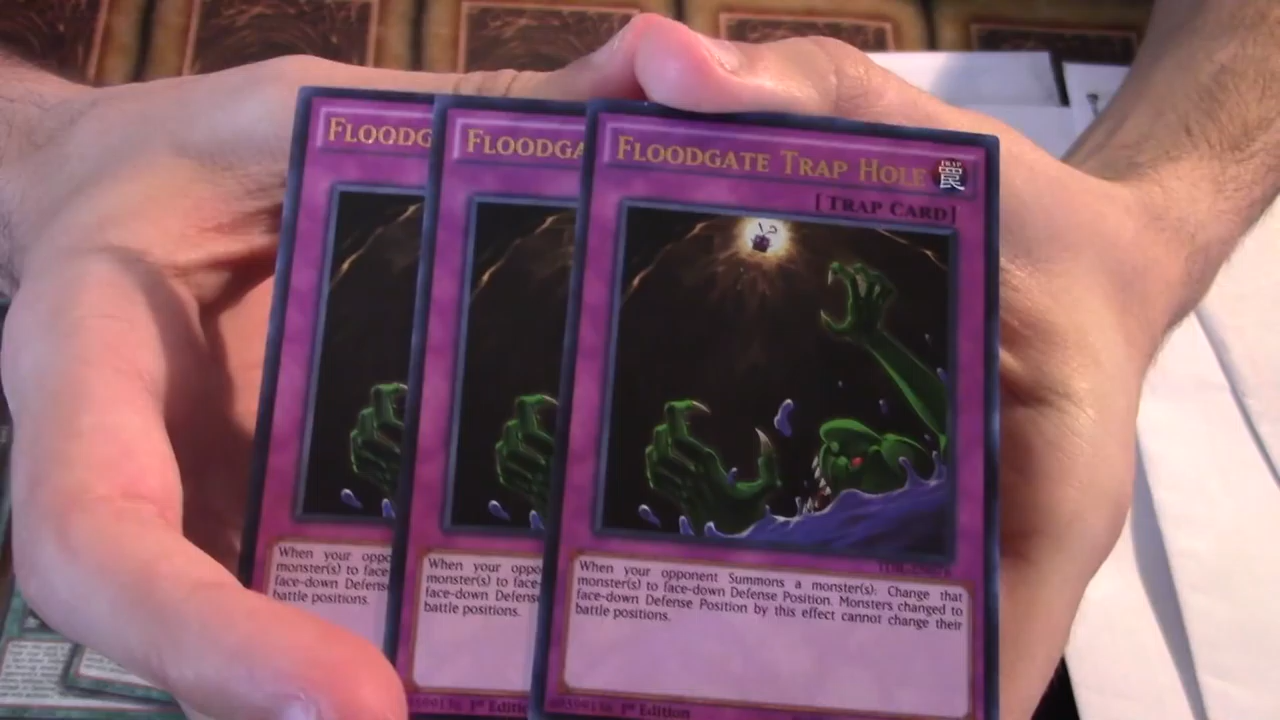 FLOODG
FLOODGA
FLOODGATE TRAP HOLE
TRAP
罠
[TRAP CARD]
When your oppo
monster(s) to face
face-down Defens
battle positions.
When your oppo
monster(s) to face-
face-down Defense
battle positions.
When your opponent Summons a monster(s): Change that
monster(s) to face-down Defense Position. Monsters changed to
face-down Defense Position by this effect cannot change their
battle positions.
1st Editio
1st Edition